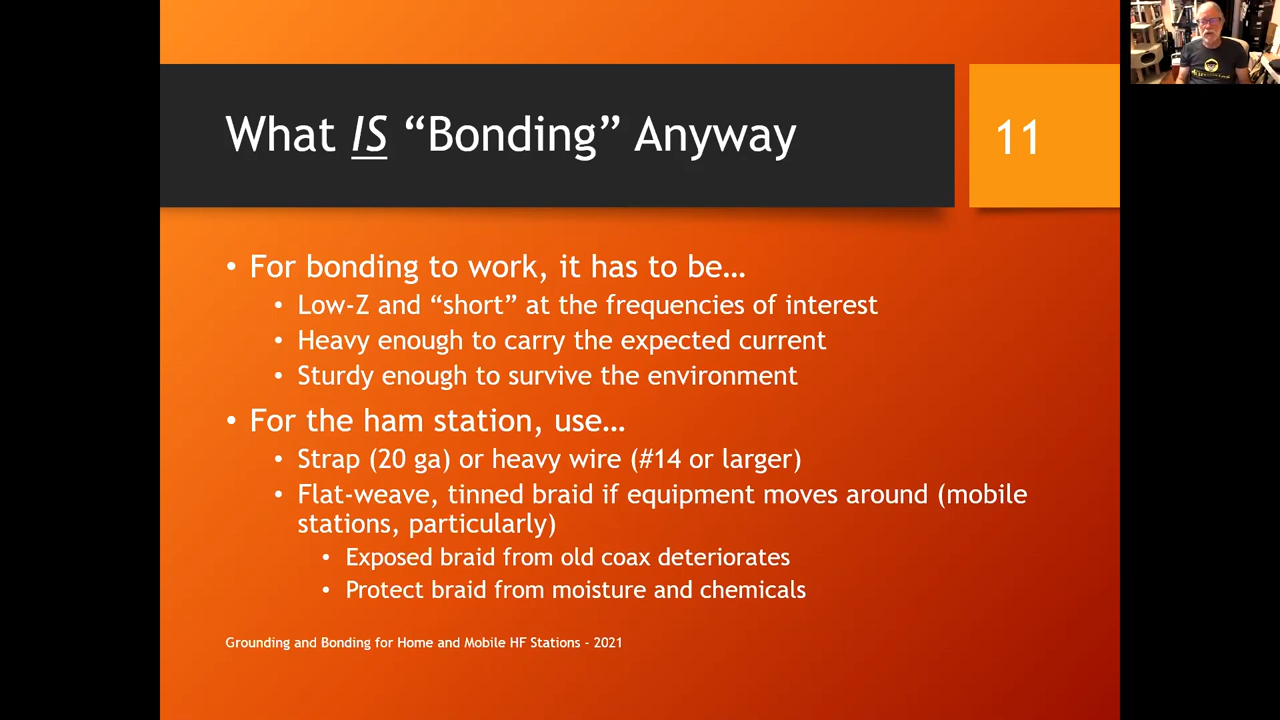 What IS “Bonding” Anyway
11
• For bonding to work, it has to be…
• Low-Z and “short” at the frequencies of interest
• Heavy enough to carry the expected current
• Sturdy enough to survive the environment
• For the ham station, use…
• Strap (20 ga) or heavy wire (#14 or larger)
• Flat-weave, tinned braid if equipment moves around (mobile
stations, particularly)
• Exposed braid from old coax deteriorates
• Protect braid from moisture and chemicals
Grounding and Bonding for Home and Mobile HF Stations - 2021